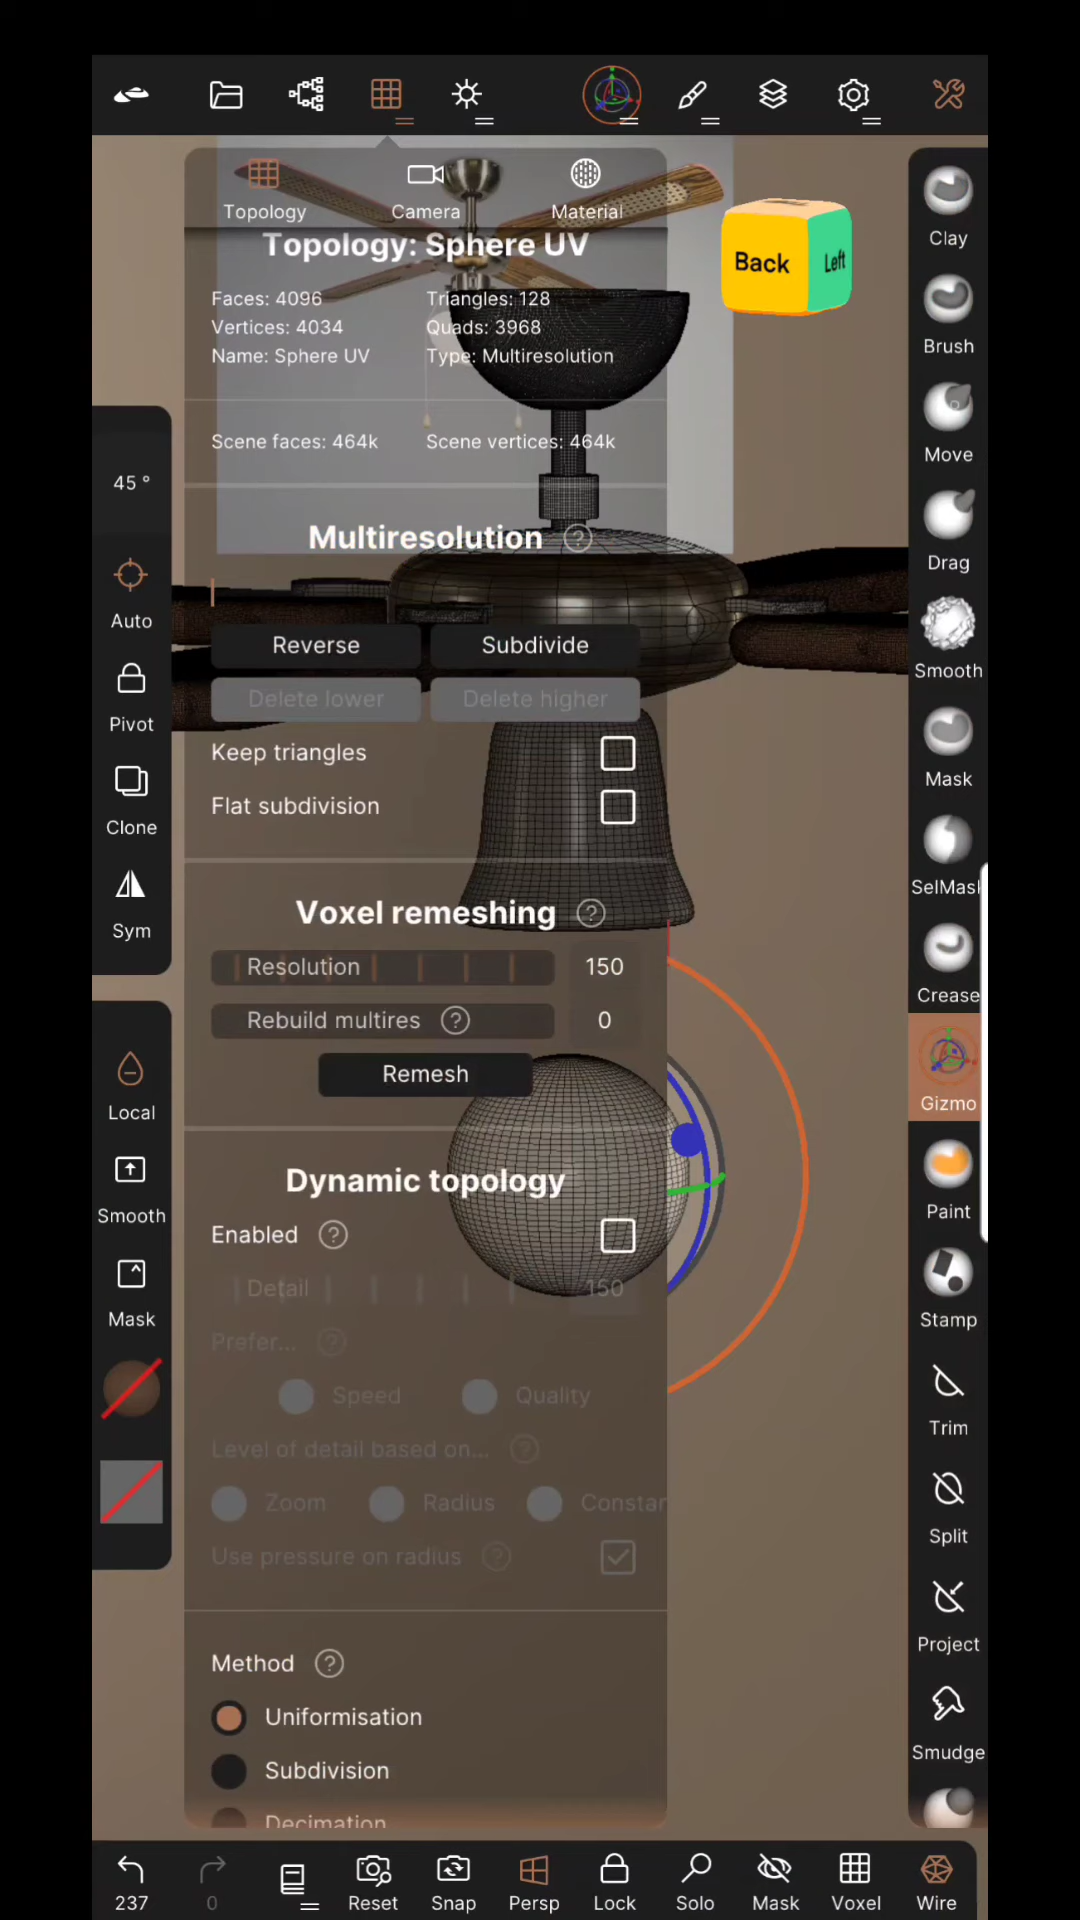 Topology
Camera
Material
Topology: Sphere UV
Faces: 4096
Triangles: 128
Vertices: 4034
Quads: 3968
Name: Sphere UV
Type: Multiresolution
Scene faces: 464k
Scene vertices: 464k
Multiresolution ?
Reverse
Subdivide
Delete lower
Delete higher
Keep triangles
Flat subdivision
Voxel remeshing ?
Resolution
150
Rebuild multires ?
0
Remesh
Dynamic topology
Enabled ?
Detail
150
Prefer... ?
Speed
Quality
Level of detail based on... ?
Zoom
Radius
Constar
Use pressure on radius ?
Method ?
Uniformisation
Subdivision
Decimation
Back
Left
45 °
Auto
Pivot
Clone
Sym
Local
Smooth
Mask
Clay
Brush
Move
Drag
Smooth
Mask
SelMask
Crease
Gizmo
Paint
Stamp
Trim
Split
Project
Smudge
237
0
Reset
Snap
Persp
Lock
Solo
Mask
Voxel
Wire